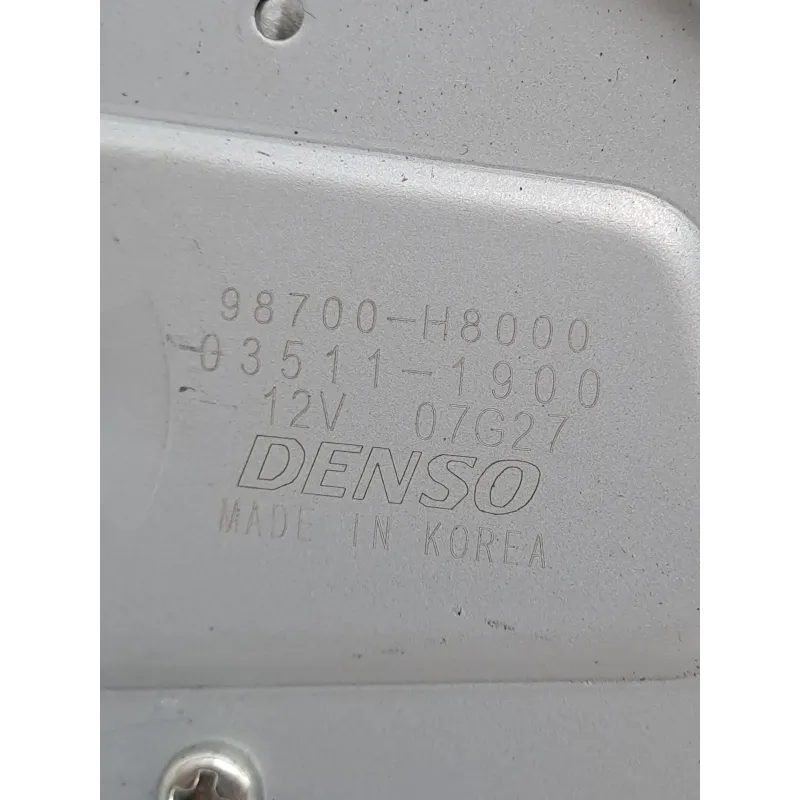 98700-H8000
03511-1900
12V 07G27
DENSO
MADE IN KOREA